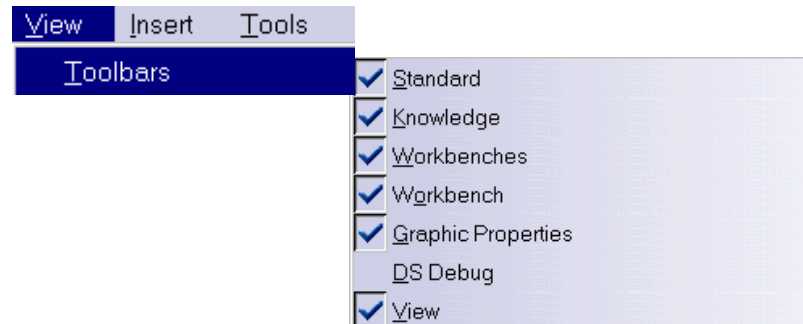 View Insert Tools
Toolbars
Standard
Knowledge
Workbenches
Workbench
Graphic Properties
DS Debug
View